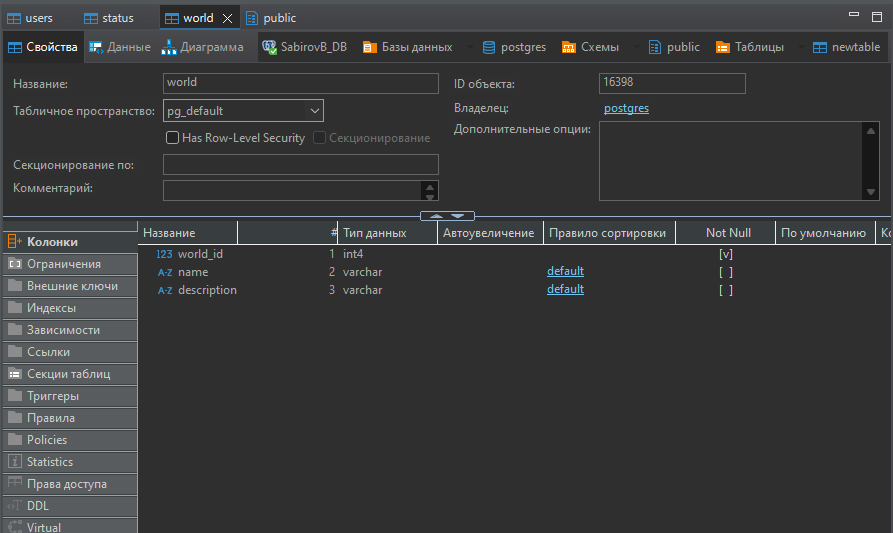 users status world public
Свойства Данные Диаграмма SabirovB_DB Базы данных postgres Схемы public Таблицы newtable
Название: world ID объекта: 16398
Табличное пространство: pg_default Владелец: postgres
Has Row-Level Security Секционирование Дополнительные опции:
Секционирование по:
Комментарий:
Название # Тип данных Автоувеличение Правило сортировки Not Null По умолчанию Ко
123 world_id 1 int4 [v]
A-Z name 2 varchar default [ ]
A-Z description 3 varchar default [ ]
Колонки
Ограничения
Внешние ключи
Индексы
Зависимости
Ссылки
Секции таблиц
Триггеры
Правила
Policies
Statistics
Права доступа
DDL
Virtual